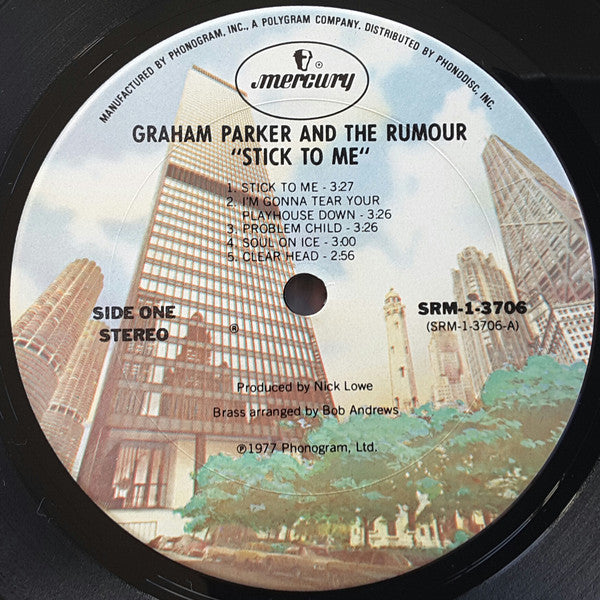 MANUFACTURED BY PHONOGRAM, INC., A POLYGRAM COMPANY. DISTRIBUTED BY PHONODISC, INC.
®
mercury
GRAHAM PARKER AND THE RUMOUR
"STICK TO ME"
1. STICK TO ME - 3:27
2. I'M GONNA TEAR YOUR
PLAYHOUSE DOWN - 3:26
3. PROBLEM CHILD - 3:26
4. SOUL ON ICE - 3:00
5. CLEAR HEAD - 2:56
SIDE ONE
STEREO
®
SRM-1-3706
(SRM-1-3706-A)
Produced by Nick Lowe
Brass arranged by Bob Andrews
℗1977 Phonogram, Ltd.